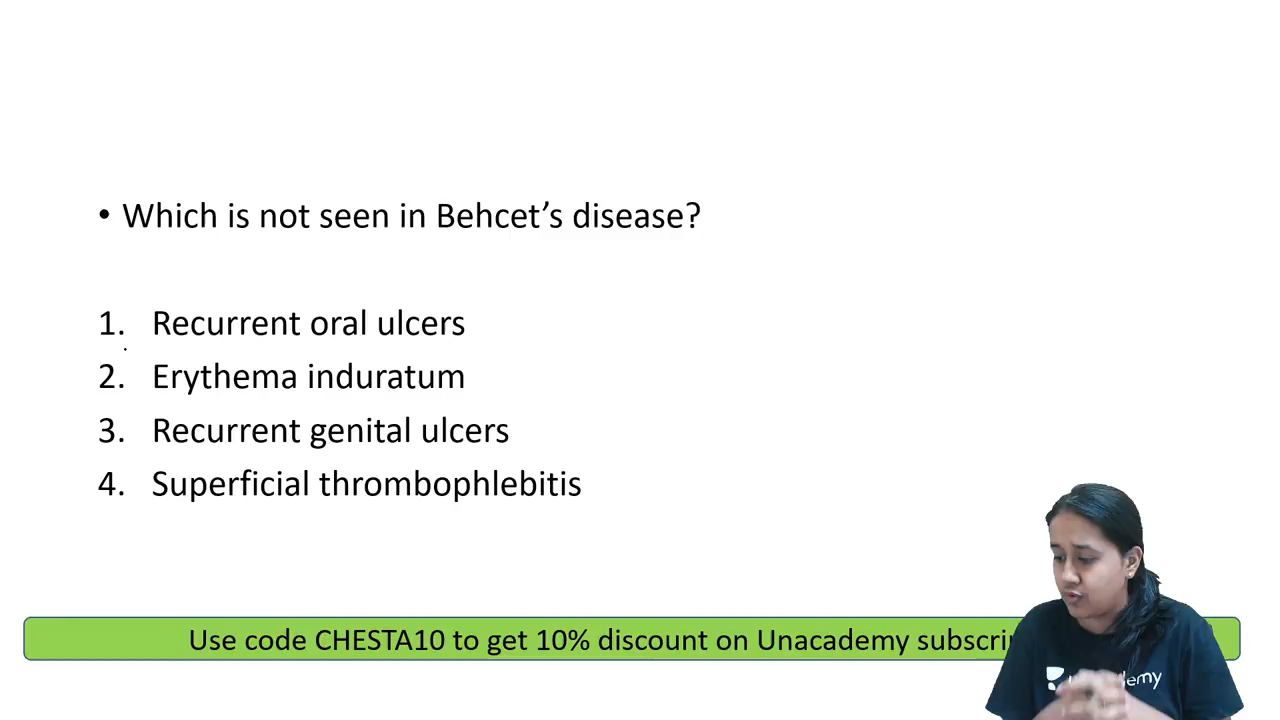 • Which is not seen in Behcet’s disease?
1. Recurrent oral ulcers
2. Erythema induratum
3. Recurrent genital ulcers
4. Superficial thrombophlebitis
Use code CHESTA10 to get 10% discount on Unacademy